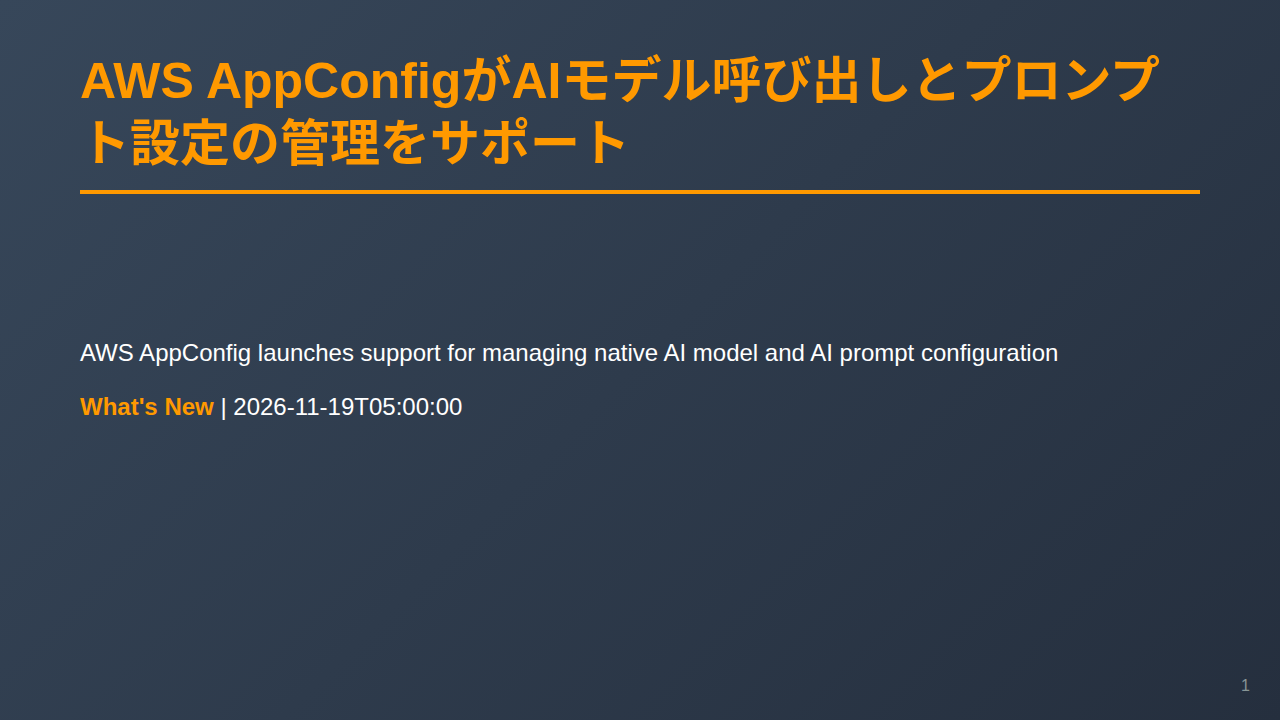 AWS AppConfigがAIモデル呼び出しとプロンプ
ト設定の管理をサポート
AWS AppConfig launches support for managing native AI model and AI prompt configuration
What's New | 2026-11-19T05:00:00
1